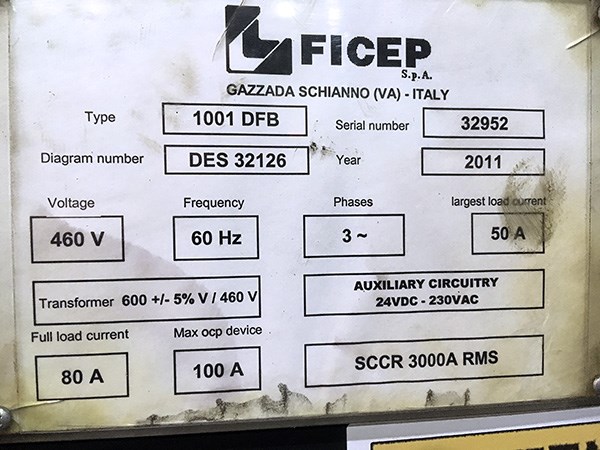 FICEP
S.p.A.
GAZZADA SCHIANNO (VA) - ITALY
Type 1001 DFB Serial number 32952
Diagram number DES 32126 Year 2011
Voltage Frequency Phases largest load current
460 V 60 Hz 3 ~ 50 A
Transformer 600 +/- 5% V / 460 V
AUXILIARY CIRCUITRY
24VDC - 230VAC
Full load current Max ocp device
80 A 100 A SCCR 3000A RMS